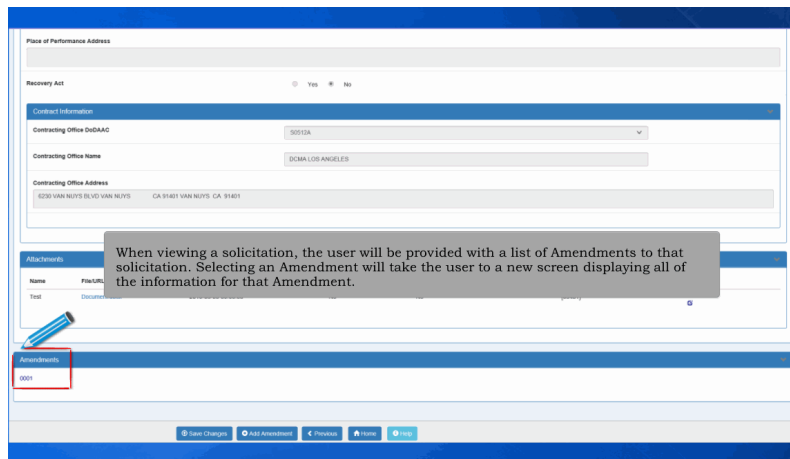 Place of Performance Address
Recovery Act Yes No
Contract Information
Contracting Office DoDAAC S0512A
Contracting Office Name DCMA LOS ANGELES
Contracting Office Address
6230 VAN NUYS BLVD VAN NUYS CA 91401 VAN NUYS CA 91401
When viewing a solicitation, the user will be provided with a list of Amendments to that
solicitation. Selecting an Amendment will take the user to a new screen displaying all of
the information for that Amendment.
Attachments
Name File/URL
Test
Amendments
0001
Save Changes Add Amendment Previous Home Help